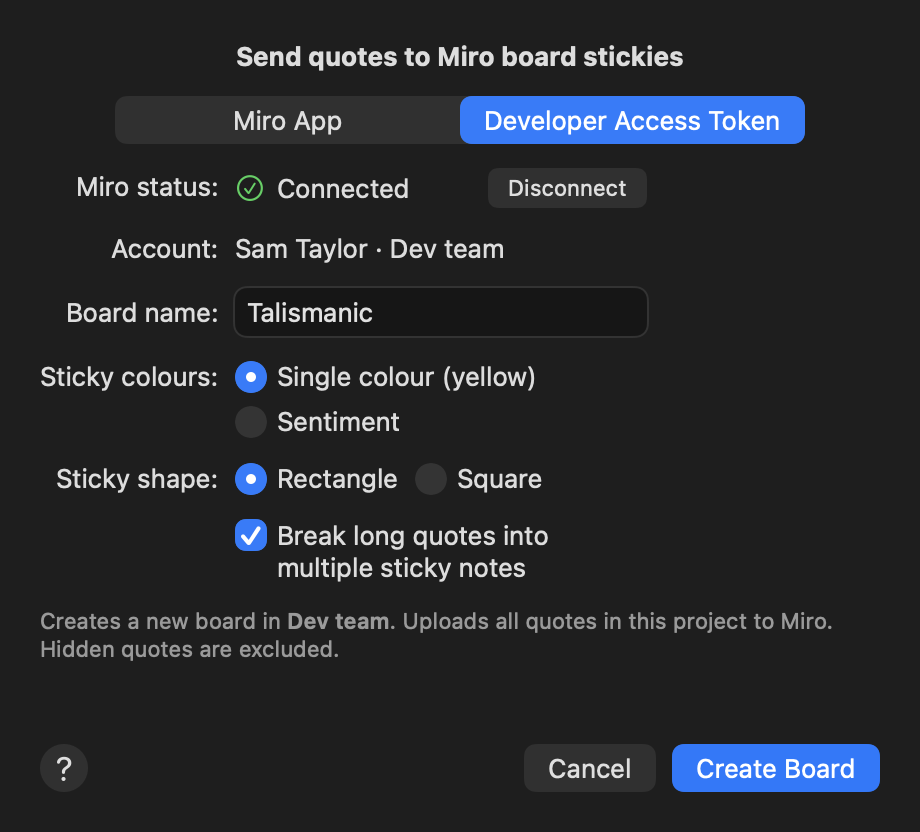 Send quotes to Miro board stickies
Miro App
Developer Access Token
Miro status: Connected
Disconnect
Account: Sam Taylor · Dev team
Board name: Talismanic
Sticky colours: Single colour (yellow)
Sentiment
Sticky shape: Rectangle Square
Break long quotes into
multiple sticky notes
Creates a new board in Dev team. Uploads all quotes in this project to Miro.
Hidden quotes are excluded.
?
Cancel
Create Board